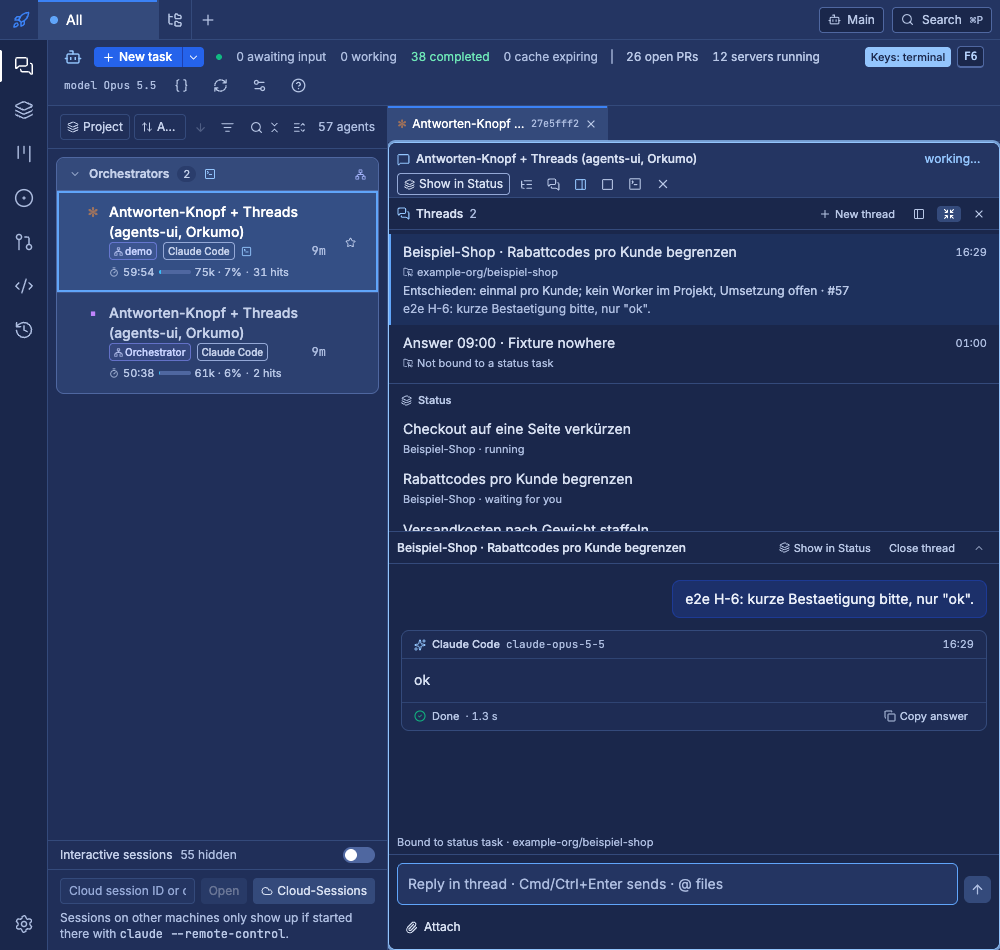 All
Main
Search ⌘P
New task
0 awaiting input
0 working
38 completed
0 cache expiring
26 open PRs
12 servers running
Keys: terminal
F6
model Opus 5.5
Project
A...
57 agents
Orchestrators 2
Antworten-Knopf + Threads
(agents-ui, Orkumo)
demo
Claude Code
9m
59:54
75k · 7% · 31 hits
Antworten-Knopf + Threads
(agents-ui, Orkumo)
Orchestrator
Claude Code
9m
50:38
61k · 6% · 2 hits
Interactive sessions 55 hidden
Cloud session ID or c
Open
Cloud-Sessions
Sessions on other machines only show up if started
there with claude --remote-control.
Antworten-Knopf ... 27e5fff2
Antworten-Knopf + Threads (agents-ui, Orkumo)
working...
Show in Status
Threads 2
New thread
Beispiel-Shop · Rabattcodes pro Kunde begrenzen
16:29
example-org/beispiel-shop
Entschieden: einmal pro Kunde; kein Worker im Projekt, Umsetzung offen · #57
e2e H-6: kurze Bestaetigung bitte, nur "ok".
Answer 09:00 · Fixture nowhere
01:00
Not bound to a status task
Status
Checkout auf eine Seite verkürzen
Beispiel-Shop · running
Rabattcodes pro Kunde begrenzen
Beispiel-Shop · waiting for you
Versandkosten nach Gewicht staffeln
Beispiel-Shop · Rabattcodes pro Kunde begrenzen
Show in Status
Close thread
e2e H-6: kurze Bestaetigung bitte, nur "ok".
Claude Code claude-opus-5-5
16:29
ok
Done · 1.3 s
Copy answer
Bound to status task · example-org/beispiel-shop
Reply in thread · Cmd/Ctrl+Enter sends · @ files
Attach